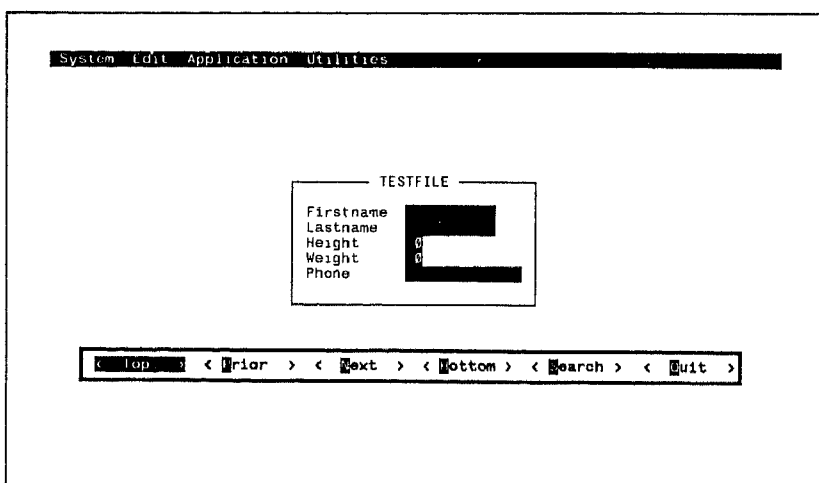 System Edit Application Utilities
TESTFILE
Firstname
Lastname
Height 0
Weight 0
Phone
< Top > < Prior > < Next > < Bottom > < Search > < Quit >